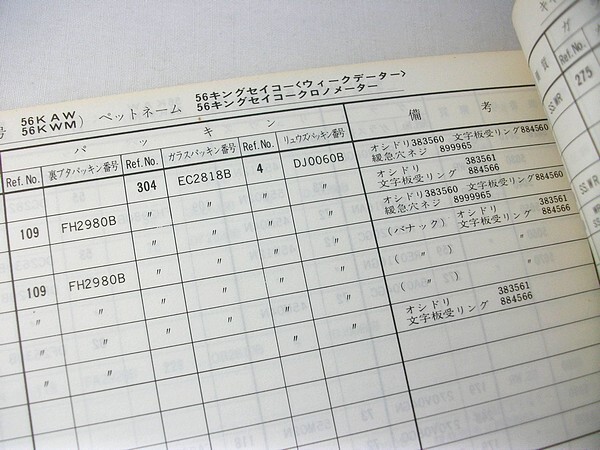 号 56KAW 56KWM) ペットネーム 56キングセイコー<ウィークデーター>
56キングセイコークロノメーター
パ ッ キ ン 備 考
Ref.No. 裏ブタパッキン番号 Ref.No. ガラスパッキン番号 Ref.No. リュウズパッキン番号
304 EC2818B 4 DJ0060B オシドリ383560 文字板受リング884560
緩急穴ネジ 899965
〃 〃 オシドリ 383561
文字板受リング 884566
109 FH2980B 〃 〃 オシドリ383560 文字板受リング884560
緩急穴ネジ 8999965
〃 〃 (バナック) オシドリ 383561
文字板受リング 884566
109 FH2980B 〃 〃 ( 〃 ) 〃
〃 〃 〃 〃 ( 〃 ) 〃
〃 〃 〃 〃 オシドリ 383561
文字板受リング 884566
〃 〃
キ
ガ
質 Ref.No.
SS,WR 275
SS,WR